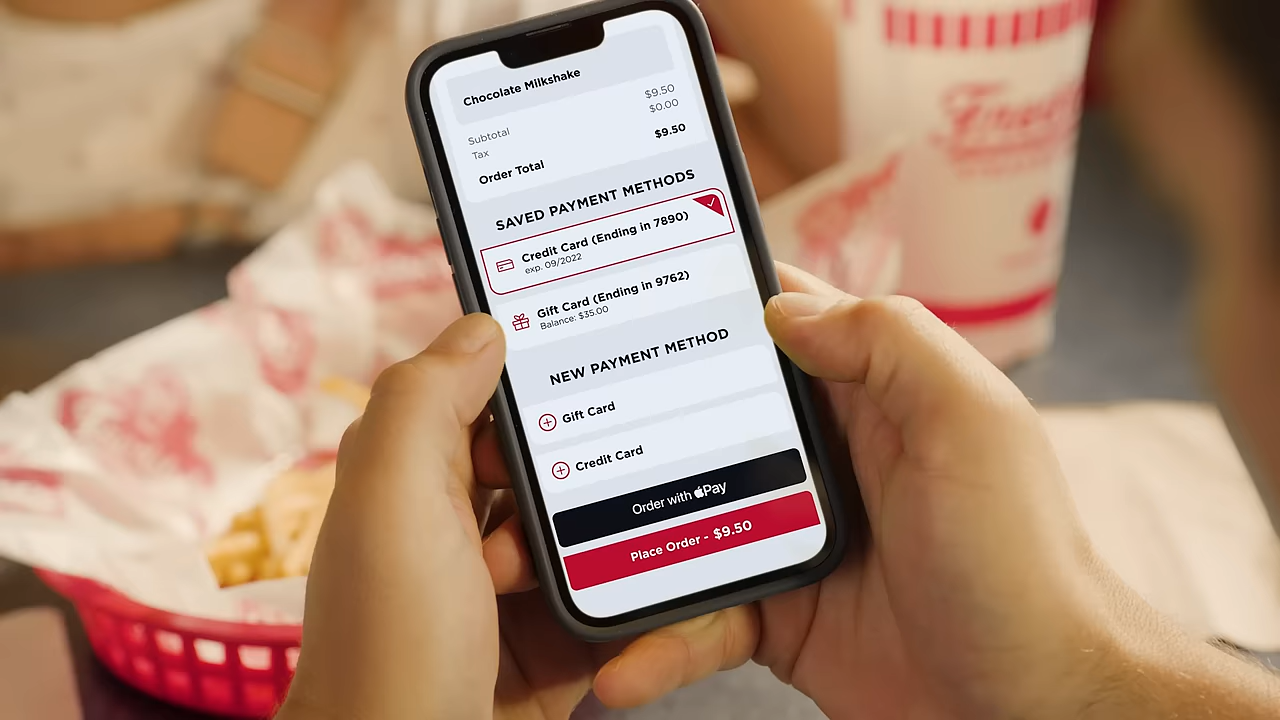 Chocolate Milkshake
Subtotal $9.50
Tax $0.00
Order Total $9.50
SAVED PAYMENT METHODS
Credit Card (Ending in 7890)
exp. 09/2022
Gift Card (Ending in 9762)
Balance: $35.00
NEW PAYMENT METHOD
Gift Card
Credit Card
Order with Pay
Place Order - $9.50